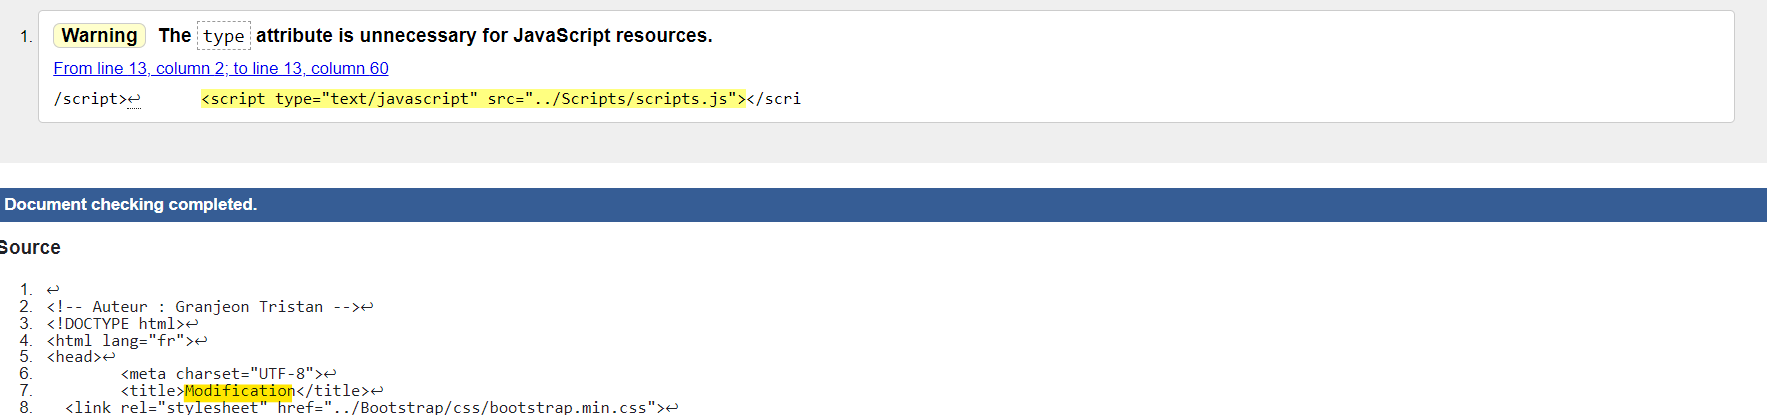 1. Warning The type attribute is unnecessary for JavaScript resources.
From line 13, column 2; to line 13, column 60
/script>↩ <script type="text/javascript" src="../Scripts/scripts.js"></scri
Document checking completed.
Source
1. ↩
2. <!-- Auteur : Granjeon Tristan -->↩
3. <!DOCTYPE html>↩
4. <html lang="fr">↩
5. <head>↩
6. <meta charset="UTF-8">↩
7. <title>Modification</title>↩
8. <link rel="stylesheet" href="../Bootstrap/css/bootstrap.min.css">↩